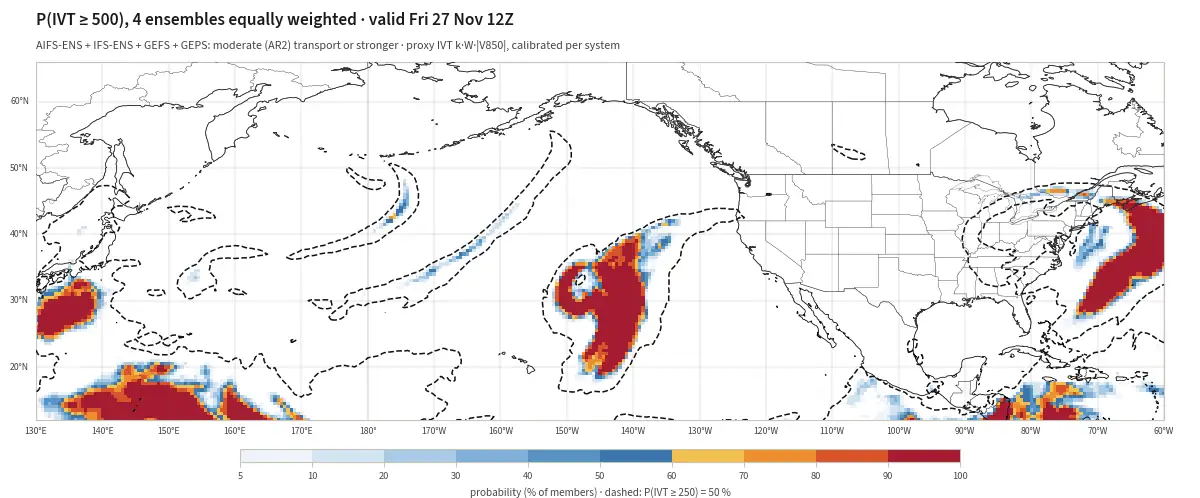 P(IVT ≥ 500), 4 ensembles equally weighted · valid Fri 27 Nov 12Z
AIFS-ENS + IFS-ENS + GEFS + GEPS: moderate (AR2) transport or stronger · proxy IVT k·W·|V850|, calibrated per system
60°N
50°N
40°N
30°N
20°N
130°E 140°E 150°E 160°E 170°E 180° 170°W 160°W 150°W 140°W 130°W 120°W 110°W 100°W 90°W 80°W 70°W 60°W
5 10 20 30 40 50 60 70 80 90 100
probability (% of members) · dashed: P(IVT ≥ 250) = 50 %